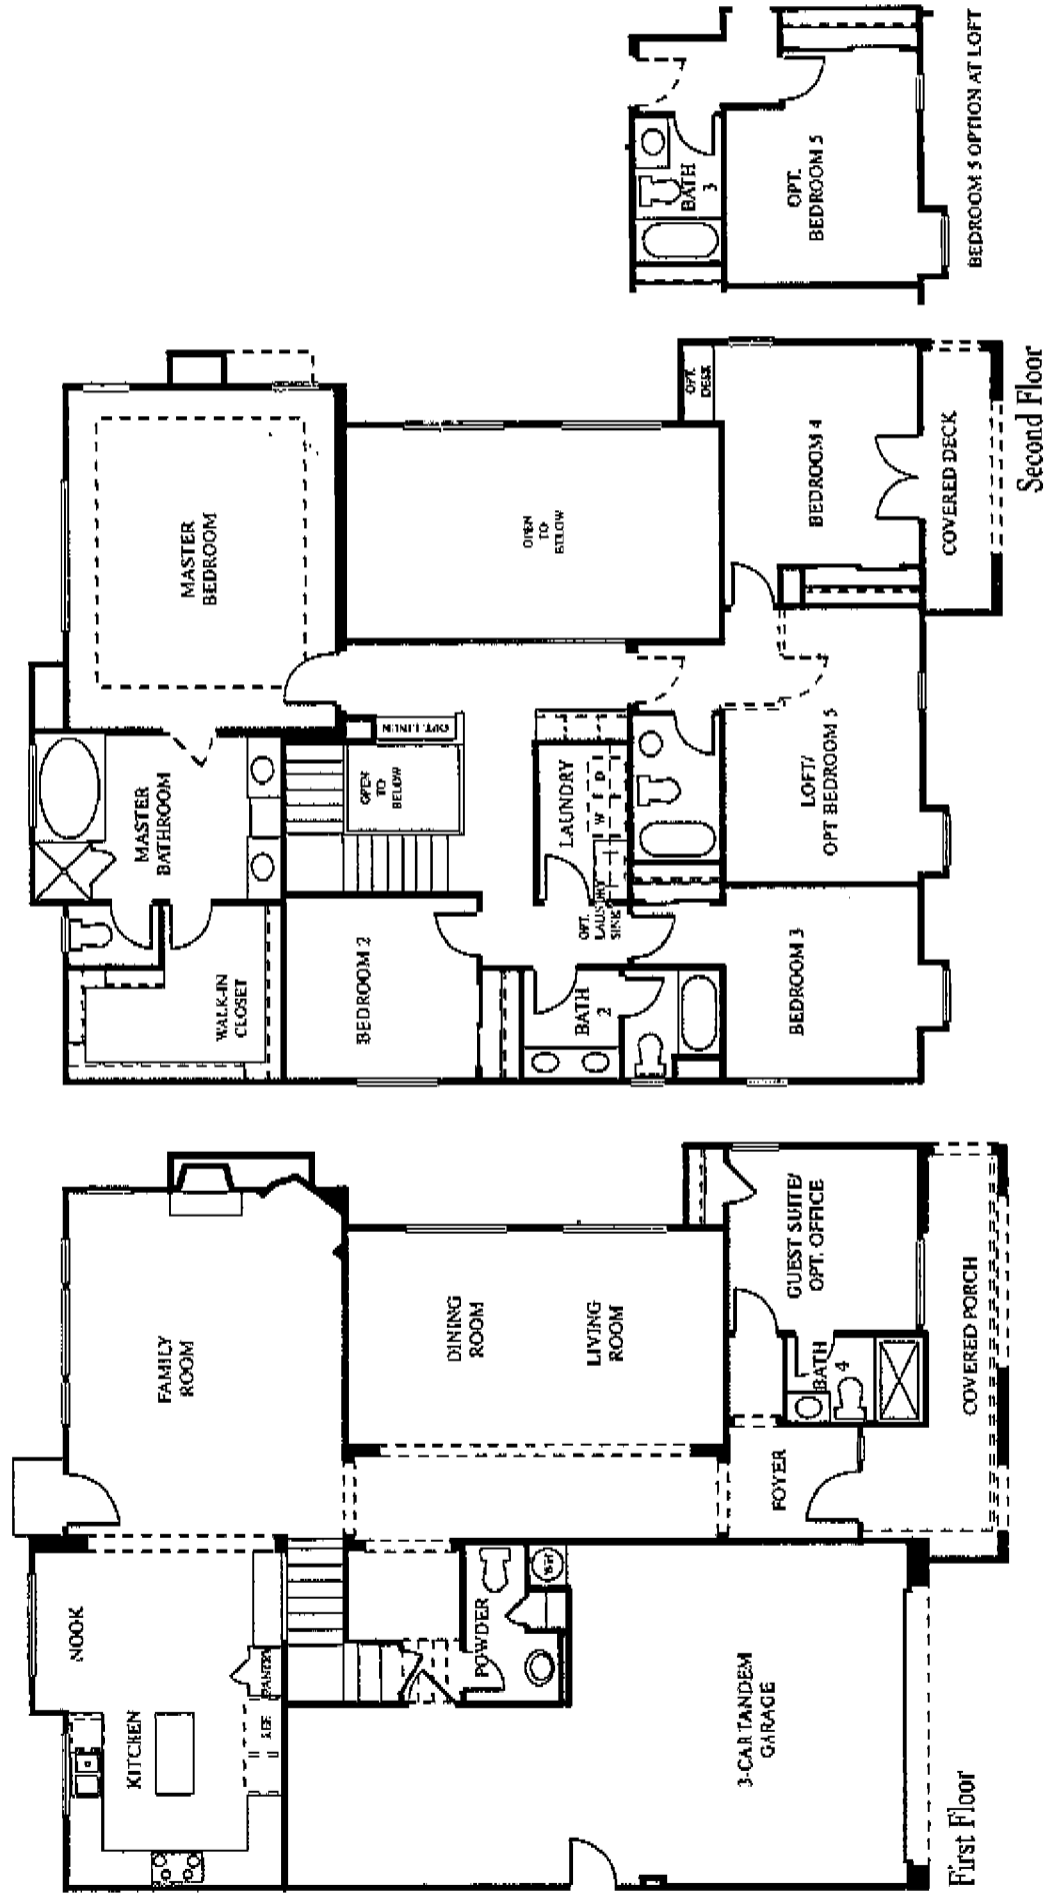 FAMILY
ROOM
NOOK
KITCHEN
PANTRY
REF.
DINING
ROOM
LIVING
ROOM
POWDER
WH
GUEST SUITE/
OPT. OFFICE
BATH
4
FOYER
COVERED PORCH
3-CAR TANDEM
GARAGE
First Floor
MASTER
BEDROOM
MASTER
BATHROOM
WALK-IN
CLOSET
OPT. LINEN
OPEN
TO
BELOW
OPEN
TO
BELOW
BEDROOM 2
LAUNDRY
W D
OPT.
LAUNDRY
SINK
BATH
2
BEDROOM 3
LOFT/
OPT BEDROOM 5
OPT.
DESK
BEDROOM 4
COVERED DECK
Second Floor
BATH
3
OPT.
BEDROOM 5
BEDROOM 5 OPTION AT LOFT